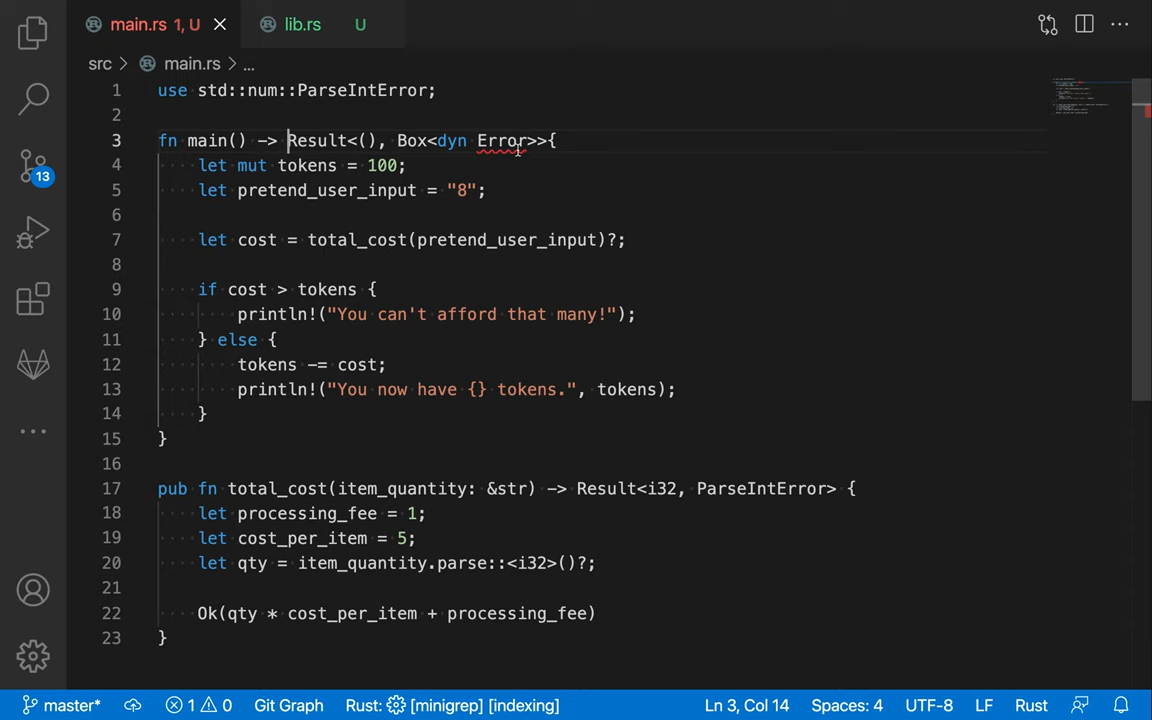 main.rs 1, U
lib.rs U
src > main.rs > ...
1 use std::num::ParseIntError;
2
3 fn main() -> Result<(), Box<dyn Error>>{
4 let mut tokens = 100;
5 let pretend_user_input = "8";
6
7 let cost = total_cost(pretend_user_input)?;
8
9 if cost > tokens {
10 println!("You can't afford that many!");
11 } else {
12 tokens -= cost;
13 println!("You now have {} tokens.", tokens);
14 }
15 }
16
17 pub fn total_cost(item_quantity: &str) -> Result<i32, ParseIntError> {
18 let processing_fee = 1;
19 let cost_per_item = 5;
20 let qty = item_quantity.parse::<i32>()?;
21
22 Ok(qty * cost_per_item + processing_fee)
23 }
13
master* 1 0 Git Graph Rust: [minigrep] [indexing] Ln 3, Col 14 Spaces: 4 UTF-8 LF Rust